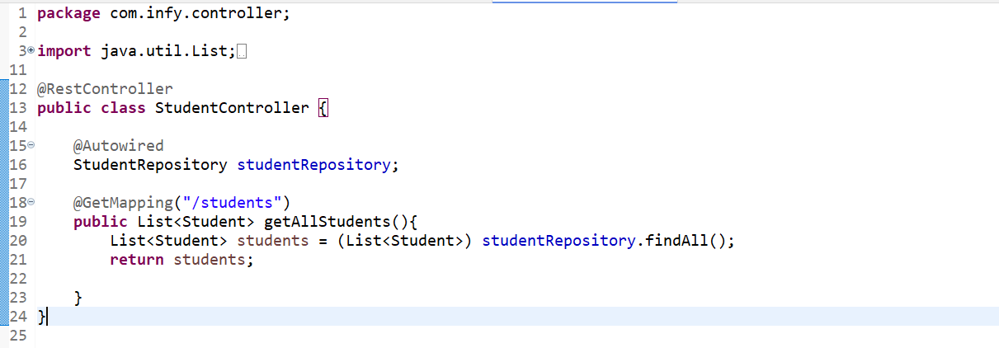 1 package com.infy.controller;
2
3 import java.util.List;
11
12 @RestController
13 public class StudentController {
14
15     @Autowired
16     StudentRepository studentRepository;
17
18     @GetMapping("/students")
19     public List<Student> getAllStudents(){
20         List<Student> students = (List<Student>) studentRepository.findAll();
21         return students;
22
23     }
24 }
25